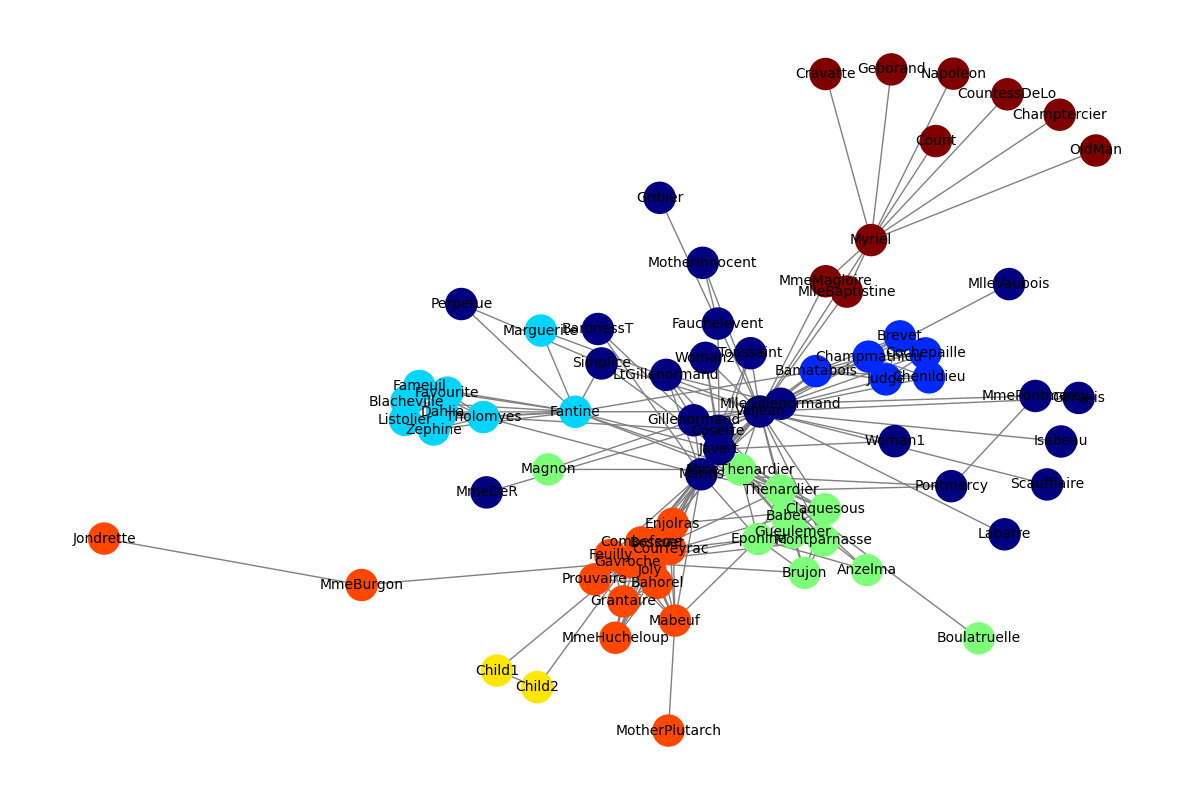 Cravatte
Geborand
Napoleon
CountessDeLo
Champtercier
Count
OldMan
Gribier
Myriel
MotherInnocent
MmeMagloire
MlleBaptistine
MlleVaubois
Perpetue
Marguerite
BaronessT
Fauchelevent
Brevet
Simplice
Woman2
Toussaint
Champmathieu
Cochepaille
LtGillenormand
Bamatabois
Judge
Chenildieu
Fameuil
Favourite
Blacheville
Dahlia
Listolier
Tholomyes
Zephine
Fantine
MlleGillenormand
Valjean
Gillenormand
Cosette
MmePontmercy
Gervais
Javert
Woman1
Isabeau
Magnon
Marius
MmeThenardier
MmeDeR
Thenardier
Pontmercy
Scaufflaire
Claquesous
Babet
Enjolras
Gueulemer
Labarre
Jondrette
Combeferre
Bossuet
Courfeyrac
Eponine
Montparnasse
Feuilly
Gavroche
Joly
Prouvaire
Bahorel
Brujon
Anzelma
MmeBurgon
Grantaire
Mabeuf
MmeHucheloup
Boulatruelle
Child1
Child2
MotherPlutarch